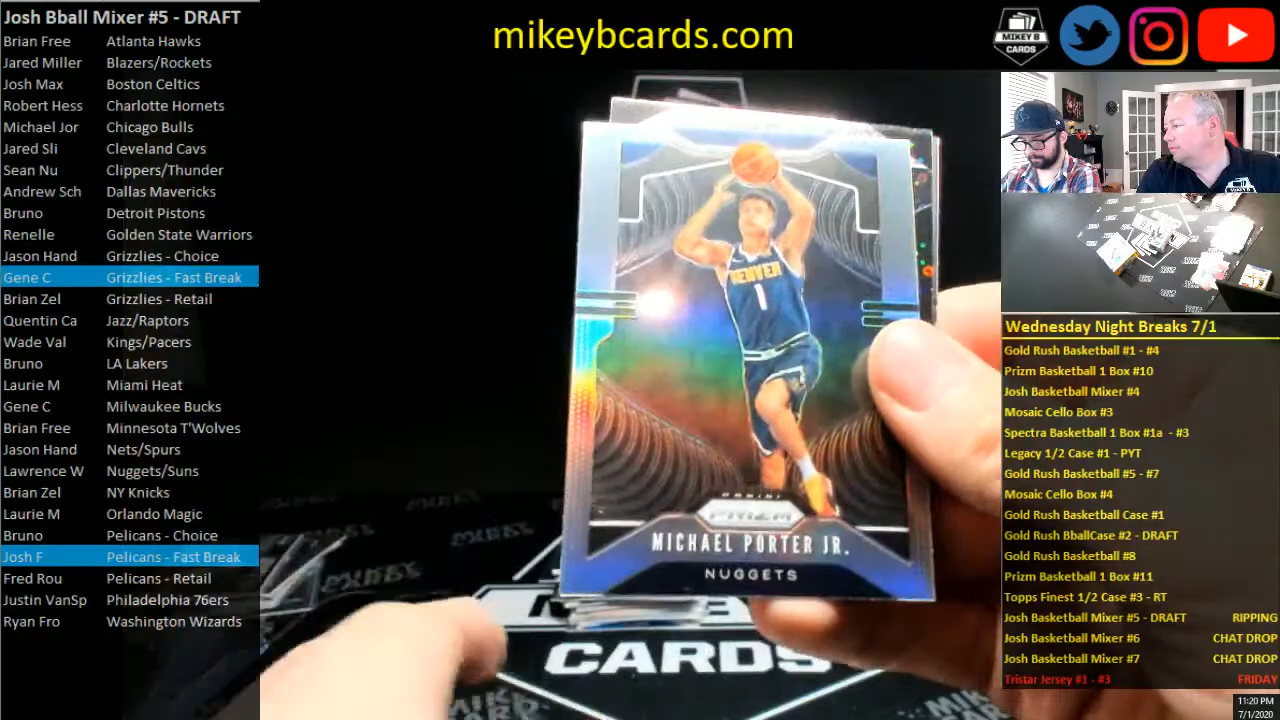 Josh Bball Mixer #5 - DRAFT
Brian Free Atlanta Hawks
Jared Miller Blazers/Rockets
Josh Max Boston Celtics
Robert Hess Charlotte Hornets
Michael Jor Chicago Bulls
Jared Sli Cleveland Cavs
Sean Nu Clippers/Thunder
Andrew Sch Dallas Mavericks
Bruno Detroit Pistons
Renelle Golden State Warriors
Jason Hand Grizzlies - Choice
Gene C Grizzlies - Fast Break
Brian Zel Grizzlies - Retail
Quentin Ca Jazz/Raptors
Wade Val Kings/Pacers
Bruno LA Lakers
Laurie M Miami Heat
Gene C Milwaukee Bucks
Brian Free Minnesota T'Wolves
Jason Hand Nets/Spurs
Lawrence W Nuggets/Suns
Brian Zel NY Knicks
Laurie M Orlando Magic
Bruno Pelicans - Choice
Josh F Pelicans - Fast Break
Fred Rou Pelicans - Retail
Justin VanSp Philadelphia 76ers
Ryan Fro Washington Wizards
mikeybcards.com
MIKEY B
CARDS
DENVER
1
PANINI
PRIZM
MICHAEL PORTER JR.
NUGGETS
CARDS
Wednesday Night Breaks 7/1
Gold Rush Basketball #1 - #4
Prizm Basketball 1 Box #10
Josh Basketball Mixer #4
Mosaic Cello Box #3
Spectra Basketball 1 Box #1a - #3
Legacy 1/2 Case #1 - PYT
Gold Rush Basketball #5 - #7
Mosaic Cello Box #4
Gold Rush Basketball Case #1
Gold Rush BballCase #2 - DRAFT
Gold Rush Basketball #8
Prizm Basketball 1 Box #11
Topps Finest 1/2 Case #3 - RT
Josh Basketball Mixer #5 - DRAFT RIPPING
Josh Basketball Mixer #6 CHAT DROP
Josh Basketball Mixer #7 CHAT DROP
Tristar Jersey #1 - #3 FRIDAY
11:20 PM
7/1/2020